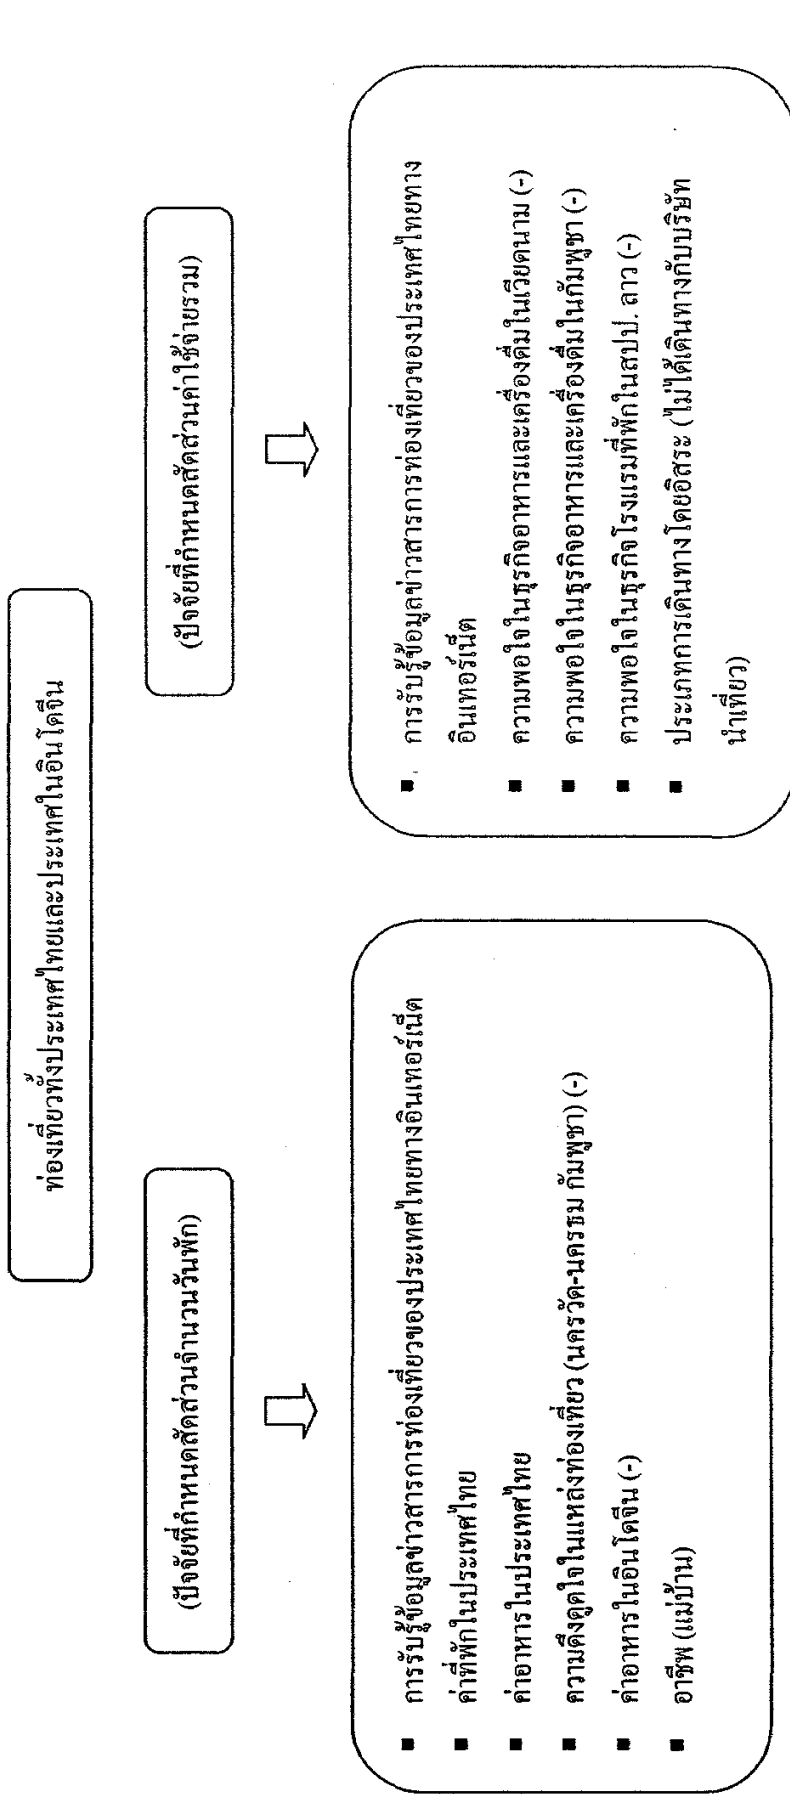 ท่องเที่ยวทั้งประเทศไทยและประเทศในอินโดจีน
(ปัจจัยที่กำหนดสัดส่วนจำนวนวันพัก)
■ การรับรู้ข้อมูลข่าวสารการท่องเที่ยวของประเทศไทยทางอินเทอร์เน็ต
■ ค่าที่พักในประเทศไทย
■ ค่าอาหารในประเทศไทย
■ ความดึงดูดใจในแหล่งท่องเที่ยว (นครวัด-นครธม กัมพูชา) (-)
■ ค่าอาหารในอินโดจีน (-)
■ อาชีพ (แม่บ้าน)
(ปัจจัยที่กำหนดสัดส่วนค่าใช้จ่ายรวม)
■ การรับรู้ข้อมูลข่าวสารการท่องเที่ยวของประเทศไทยทาง
อินเทอร์เน็ต
■ ความพอใจในธุรกิจอาหารและเครื่องดื่มในเวียดนาม (-)
■ ความพอใจในธุรกิจอาหารและเครื่องดื่มในกัมพูชา (-)
■ ความพอใจในธุรกิจโรงแรมที่พักในสปป. ลาว (-)
■ ประเภทการเดินทางโดยอิสระ (ไม่ได้เดินทางกับบริษัท
นำเที่ยว)